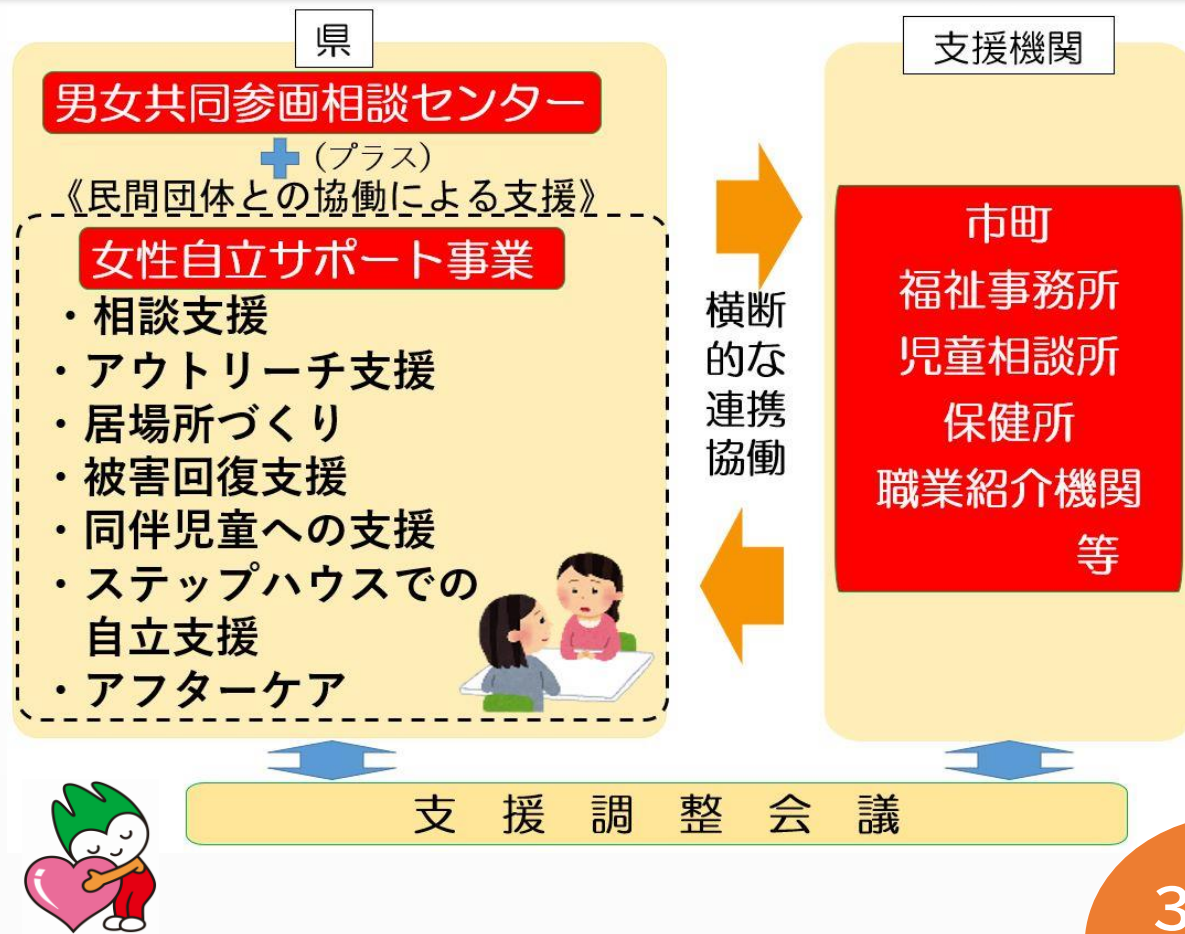 県
男女共同参画相談センター
(プラス)
《民間団体との協働による支援》
女性自立サポート事業
・相談支援
・アウトリーチ支援
・居場所づくり
・被害回復支援
・同伴児童への支援
・ステップハウスでの
自立支援
・アフターケア
横断
的な
連携
協働
支援機関
市町
福祉事務所
児童相談所
保健所
職業紹介機関
等
支援調整会議
3